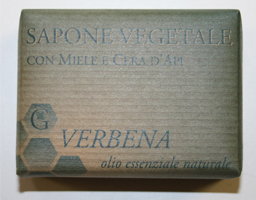 SAPONE VEGETALE
CON MIELE E CERA D'API
G
VERBENA
olio essenziale naturale